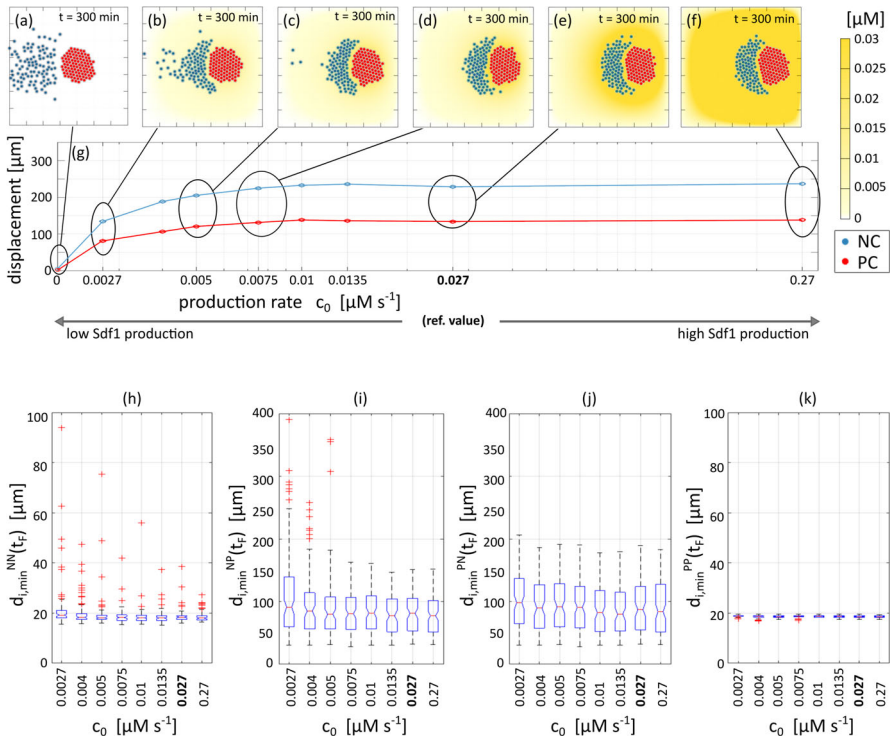 (a) t = 300 min
(b) t = 300 min
(c) t = 300 min
(d) t = 300 min
(e) t = 300 min
(f) t = 300 min
[μM]
0.03
0.025
0.02
0.015
0.01
0.005
0
NC
PC
(g)
displacement [μm]
300
200
100
0
0 0.0027 0.005 0.0075 0.01 0.0135 0.027 0.27
production rate c0 [μM s-1]
(ref. value)
low Sdf1 production
high Sdf1 production
(h)
d i,min NN (tF) [μm]
100
80
60
40
20
0
0.0027 0.004 0.005 0.0075 0.01 0.0135 0.027 0.27
c0 [μM s-1]
(i)
d i,min NP (tF) [μm]
400
350
300
250
200
150
100
50
0
0.0027 0.004 0.005 0.0075 0.01 0.0135 0.027 0.27
c0 [μM s-1]
(j)
d i,min PN (tF) [μm]
400
350
300
250
200
150
100
50
0
0.0027 0.004 0.005 0.0075 0.01 0.0135 0.027 0.27
c0 [μM s-1]
(k)
d i,min PP (tF) [μm]
100
80
60
40
20
0
0.0027 0.004 0.005 0.0075 0.01 0.0135 0.027 0.27
c0 [μM s-1]